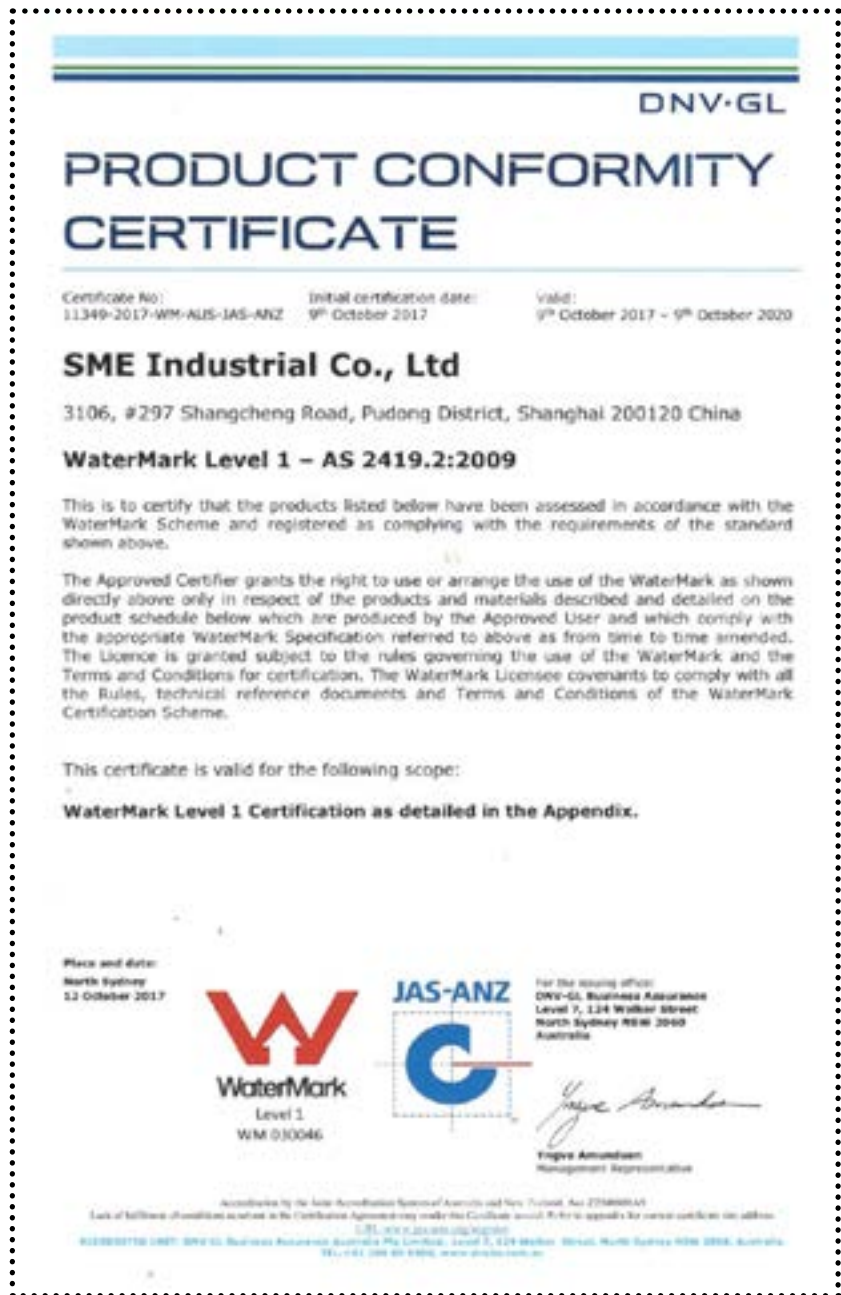 DNV·GL
PRODUCT CONFORMITY
CERTIFICATE
Certificate No: Initial certification date: Valid:
11349-2017-WM-AUS-JAS-ANZ 9th October 2017 9th October 2017 – 9th October 2020
SME Industrial Co., Ltd
3106, #297 Shangcheng Road, Pudong District, Shanghai 200120 China
WaterMark Level 1 – AS 2419.2:2009
This is to certify that the products listed below have been assessed in accordance with the
WaterMark Scheme and registered as complying with the requirements of the standard
shown above.
The Approved Certifier grants the right to use or arrange the use of the WaterMark as shown
directly above only in respect of the products and materials described and detailed on the
product schedule below which are produced by the Approved User and which comply with
the appropriate WaterMark Specification referred to above as from time to time amended.
The Licence is granted subject to the rules governing the use of the WaterMark and the
Terms and Conditions for certification. The WaterMark Licensee covenants to comply with all
the Rules, technical reference documents and Terms and Conditions of the WaterMark
Certification Scheme.
This certificate is valid for the following scope:
WaterMark Level 1 Certification as detailed in the Appendix.
Place and date:
North Sydney
12 October 2017
WaterMark
Level 1
WM 030046
JAS-ANZ
For the issuing office:
DNV-GL Business Assurance
Level 7, 124 Walker Street
North Sydney NSW 2060
Australia
Yngve Amundsen
Management Representative